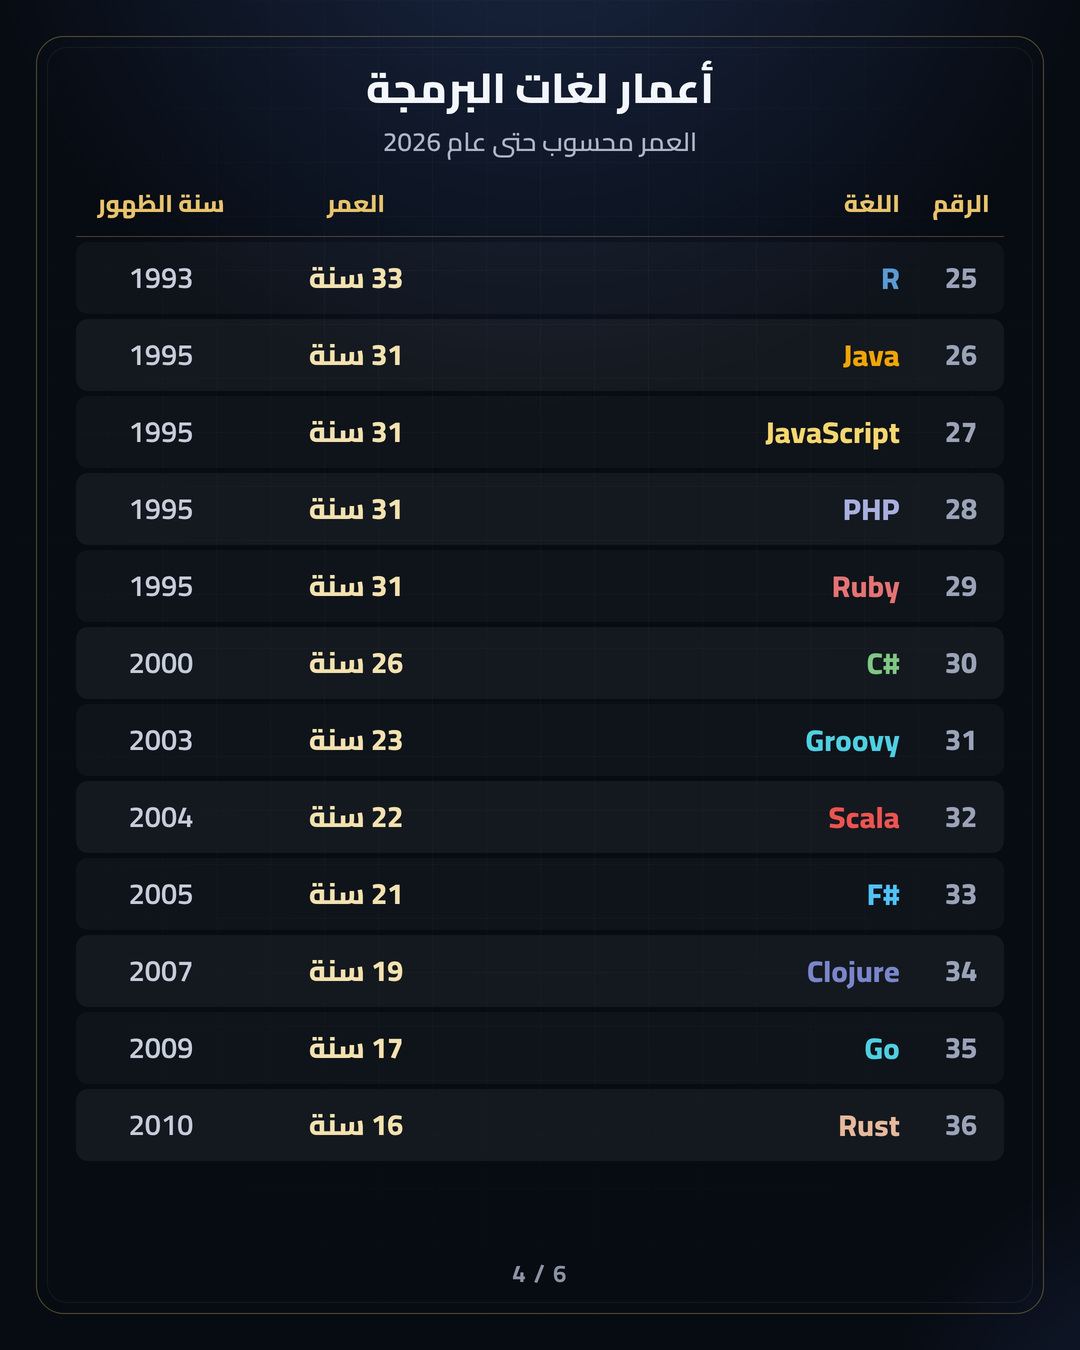 أعمار لغات البرمجة
العمر محسوب حتى عام 2026
الرقم اللغة العمر سنة الظهور
25 R 33 سنة 1993
26 Java 31 سنة 1995
27 JavaScript 31 سنة 1995
28 PHP 31 سنة 1995
29 Ruby 31 سنة 1995
30 C# 26 سنة 2000
31 Groovy 23 سنة 2003
32 Scala 22 سنة 2004
33 F# 21 سنة 2005
34 Clojure 19 سنة 2007
35 Go 17 سنة 2009
36 Rust 16 سنة 2010
4 / 6